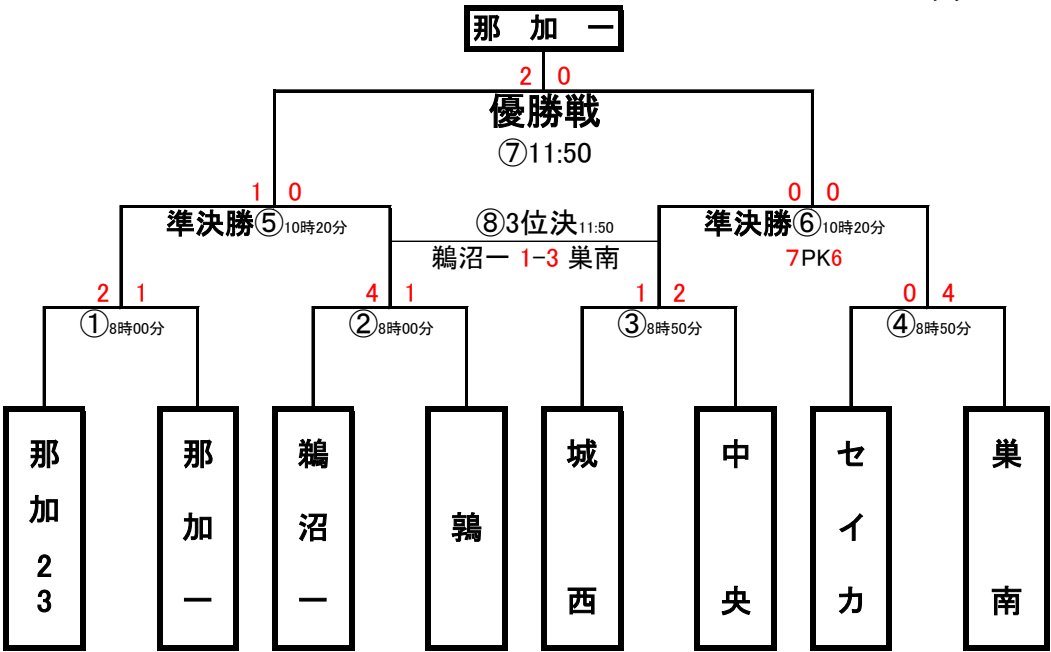 那加一
2 0
優勝戦
⑦11:50
1 0
0 0
準決勝⑤10時20分
⑧3位決11:50
準決勝⑥10時20分
鵜沼一 1-3 巣南
7PK6
2 1
4 1
1 2
0 4
①8時00分
②8時00分
③8時50分
④8時50分
那加23
那加一
鵜沼一
鶉
城西
中央
セイカ
巣南